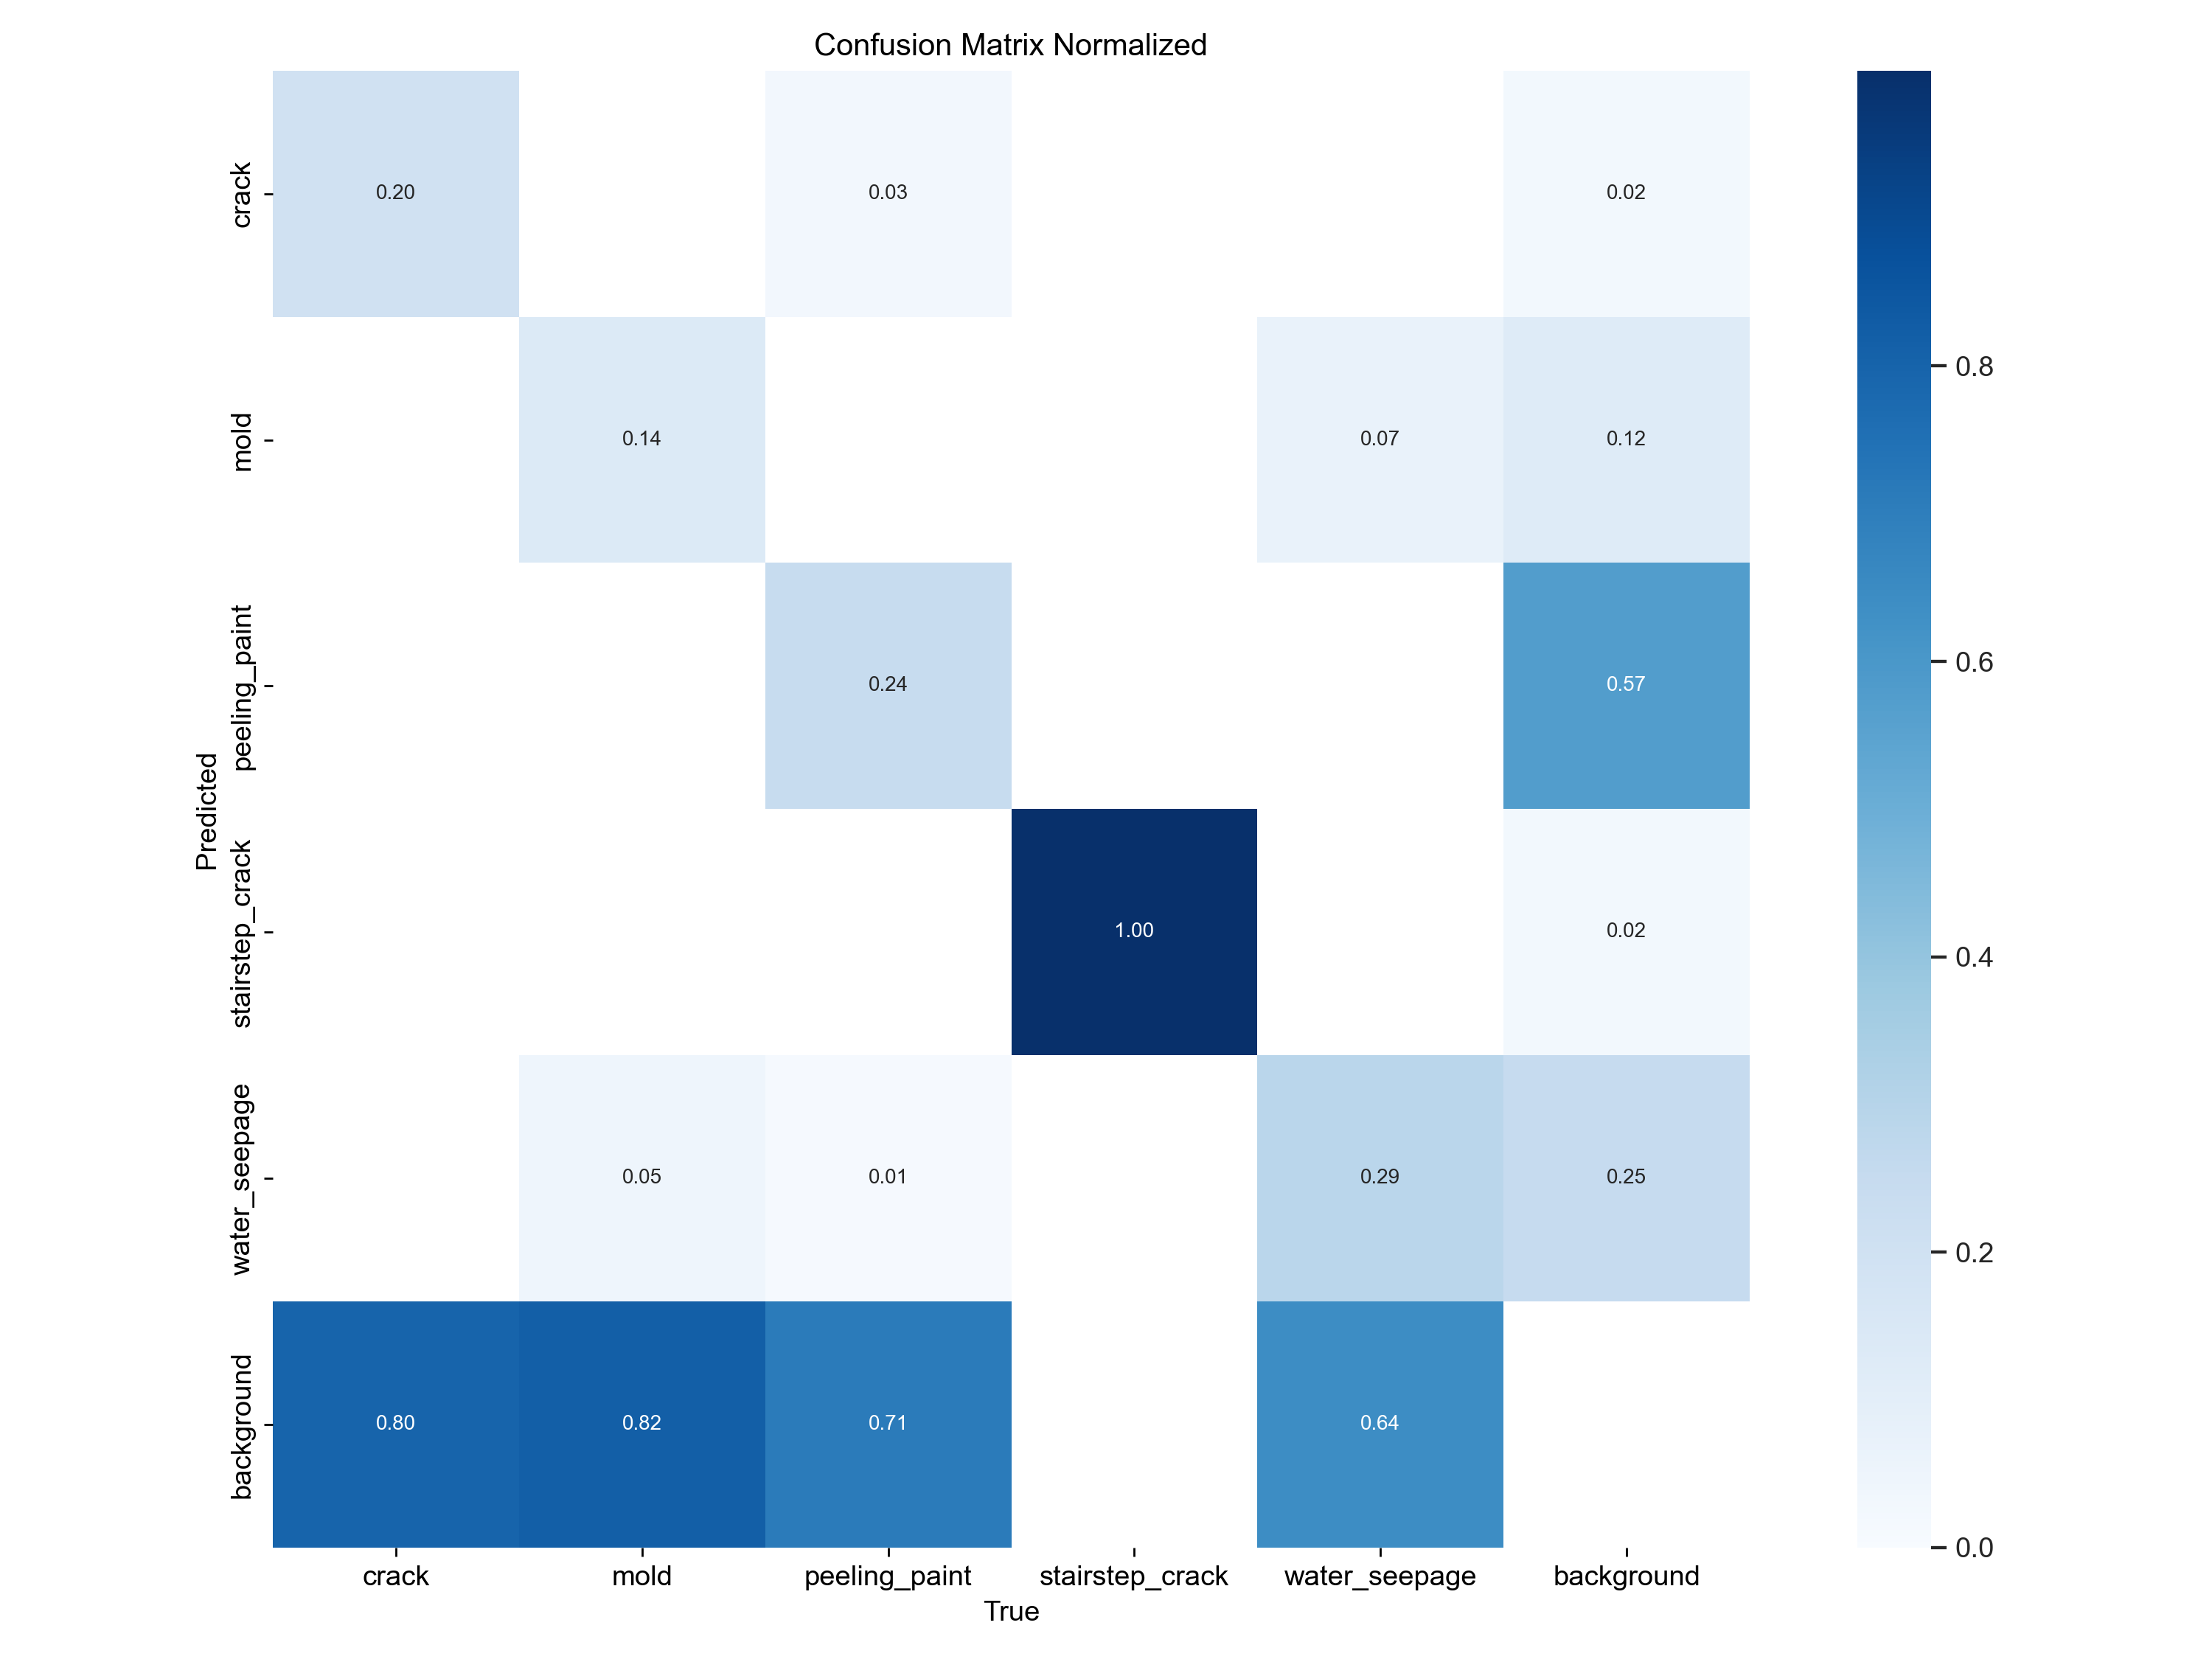 Confusion Matrix Normalized
crack
0.20
0.03
0.02
mold
0.14
0.07
0.12
peeling_paint
0.24
0.57
stairstep_crack
1.00
0.02
water_seepage
0.05
0.01
0.29
0.25
background
0.80
0.82
0.71
0.64
Predicted
crack
mold
peeling_paint
stairstep_crack
water_seepage
background
True
0.8
0.6
0.4
0.2
0.0